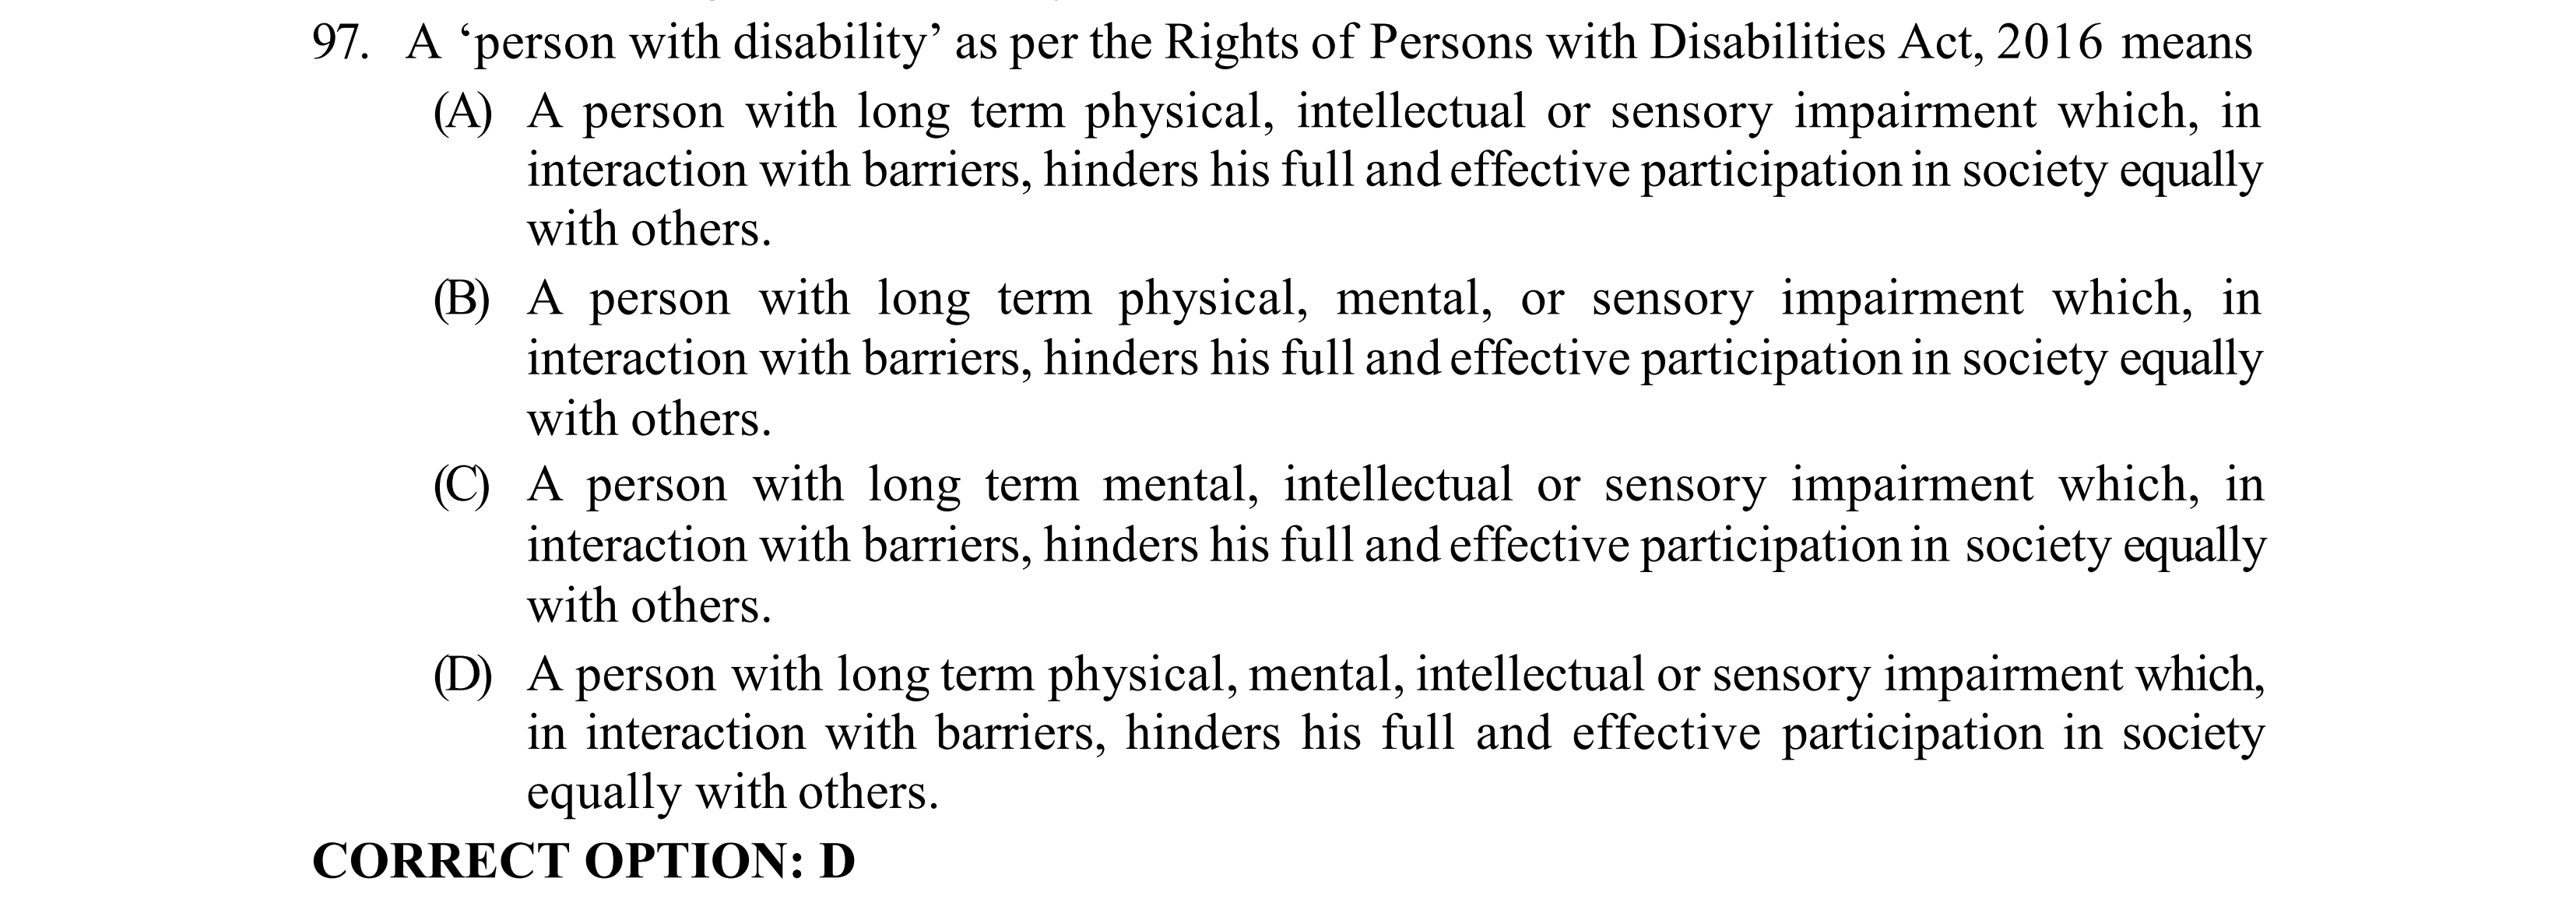 97. A ‘person with disability’ as per the Rights of Persons with Disabilities Act, 2016 means
(A) A person with long term physical, intellectual or sensory impairment which, in
interaction with barriers, hinders his full and effective participation in society equally
with others.
(B) A person with long term physical, mental, or sensory impairment which, in
interaction with barriers, hinders his full and effective participation in society equally
with others.
(C) A person with long term mental, intellectual or sensory impairment which, in
interaction with barriers, hinders his full and effective participation in society equally
with others.
(D) A person with long term physical, mental, intellectual or sensory impairment which,
in interaction with barriers, hinders his full and effective participation in society
equally with others.
CORRECT OPTION: D